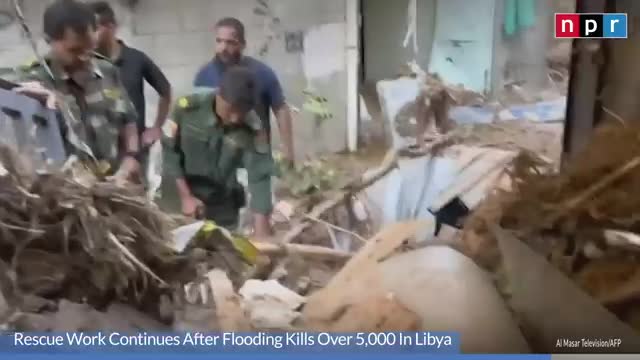 npr
Rescue Work Continues After Flooding Kills Over 5,000 In Libya
Al Masar Television/AFP